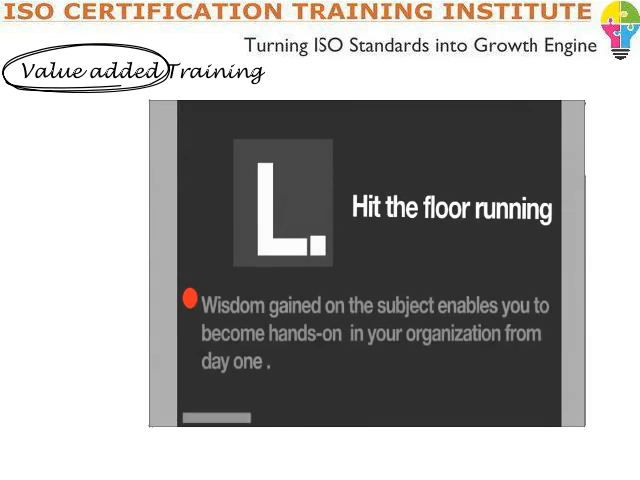 ISO CERTIFICATION TRAINING INSTITUTE
Turning ISO Standards into Growth Engine
Value added Training
L.
Hit the floor running
Wisdom gained on the subject enables you to
become hands-on in your organization from
day one .